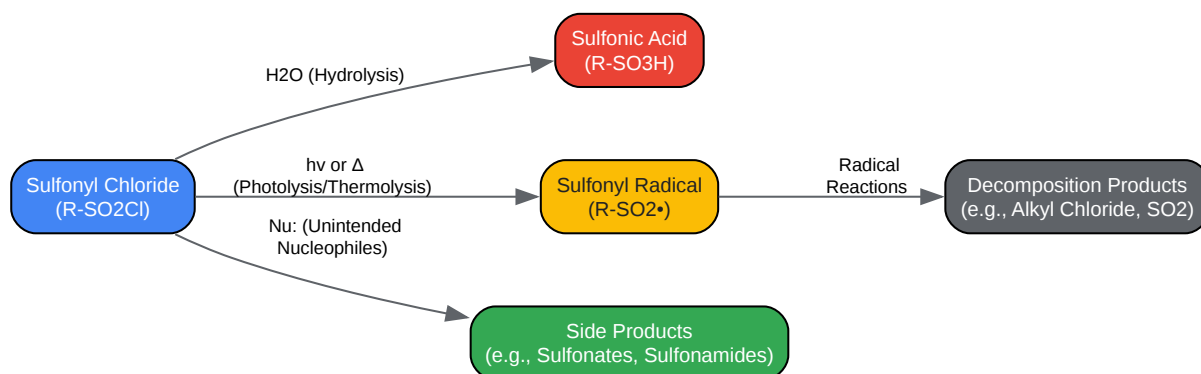 Sulfonic Acid
(R-SO3H)
H2O (Hydrolysis)
hv or Δ
(Photolysis/Thermolysis)
Radical
Reactions
Sulfonyl Chloride
(R-SO2Cl)
Sulfonyl Radical
(R-SO2•)
Decomposition Products
(e.g., Alkyl Chloride, SO2)
Nu: (Unintended
Nucleophiles)
Side Products
(e.g., Sulfonates, Sulfonamides)